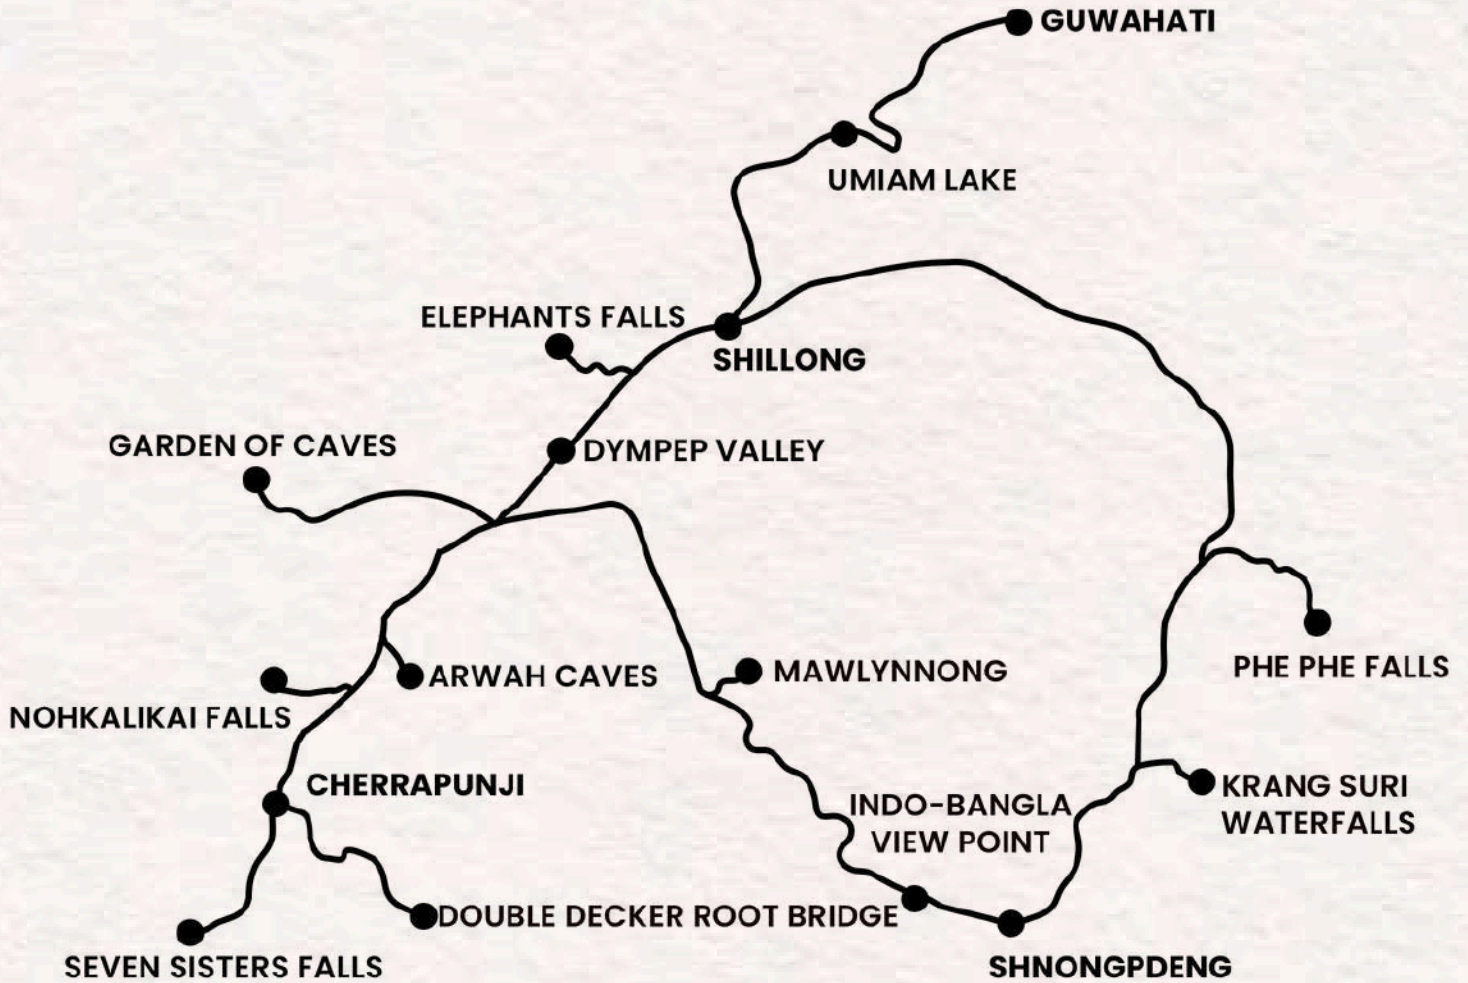 GUWAHATI
UMIAM LAKE
ELEPHANTS FALLS
SHILLONG
GARDEN OF CAVES
DYMPEP VALLEY
ARWAH CAVES
MAWLYNNONG
PHE PHE FALLS
NOHKALIKAI FALLS
CHERRAPUNJI
INDO-BANGLA
VIEW POINT
KRANG SURI
WATERFALLS
DOUBLE DECKER ROOT BRIDGE
SEVEN SISTERS FALLS
SHNONGPDENG